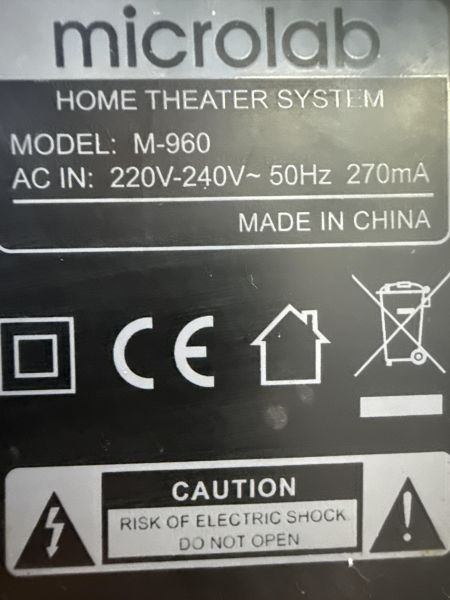 microlab
HOME THEATER SYSTEM
MODEL: M-960
AC IN: 220V-240V~ 50Hz 270mA
MADE IN CHINA
CE
CAUTION
RISK OF ELECTRIC SHOCK
DO NOT OPEN